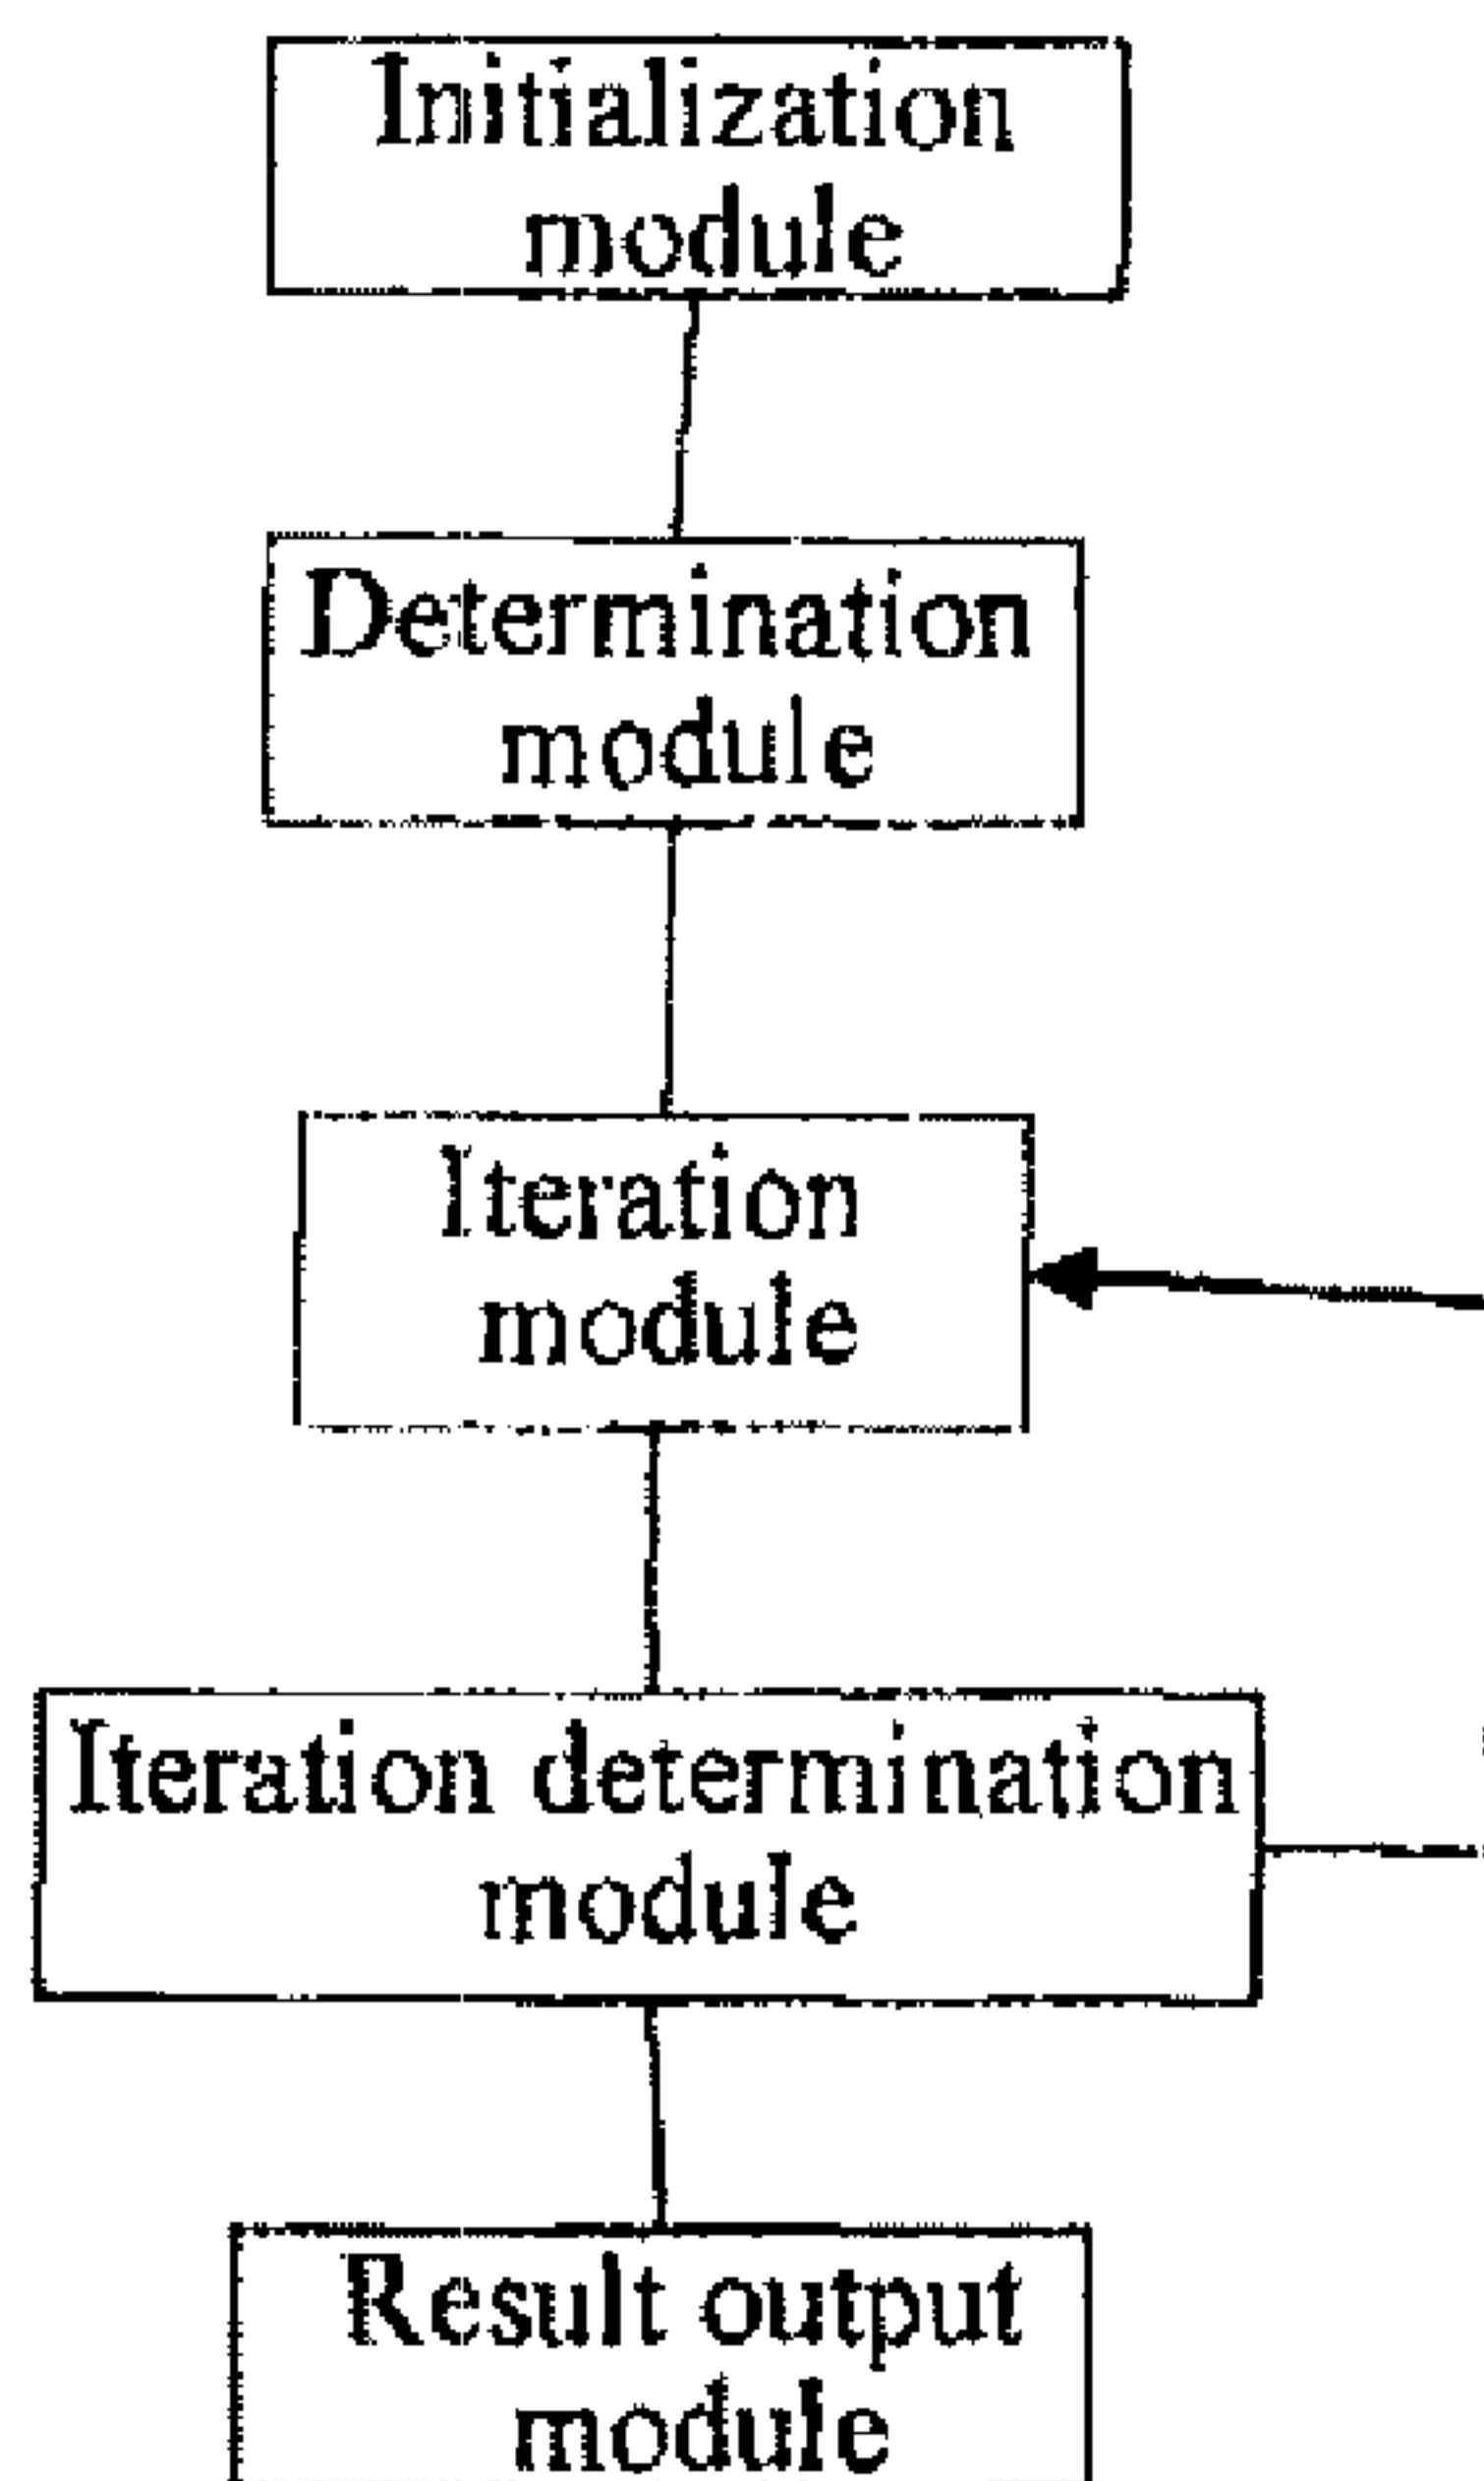 Initialization
module
Determination
module
Iteration
module
Iteration determination
module
Result output
module